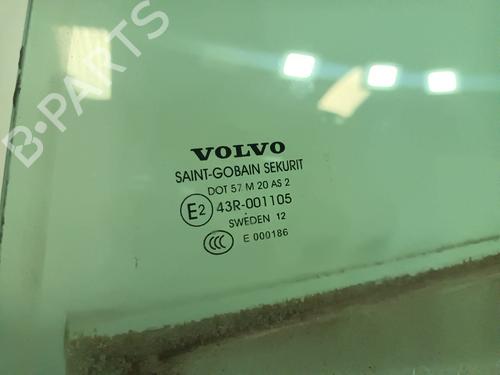 B-PARTS
VOLVO
SAINT-GOBAIN SEKURIT
DOT 57 M 20 AS 2
E2 43R-001105
SWEDEN 12
CCC E 000186